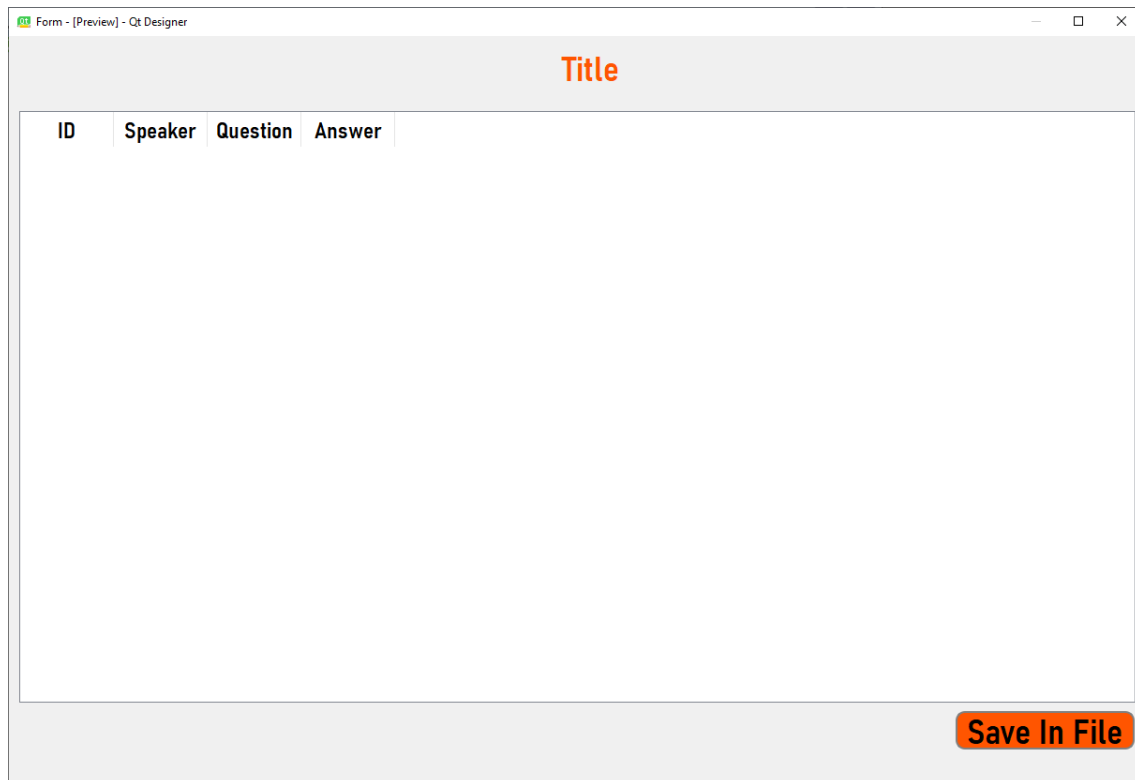 Form - [Preview] - Qt Designer
Title
ID Speaker Question Answer
Save In File